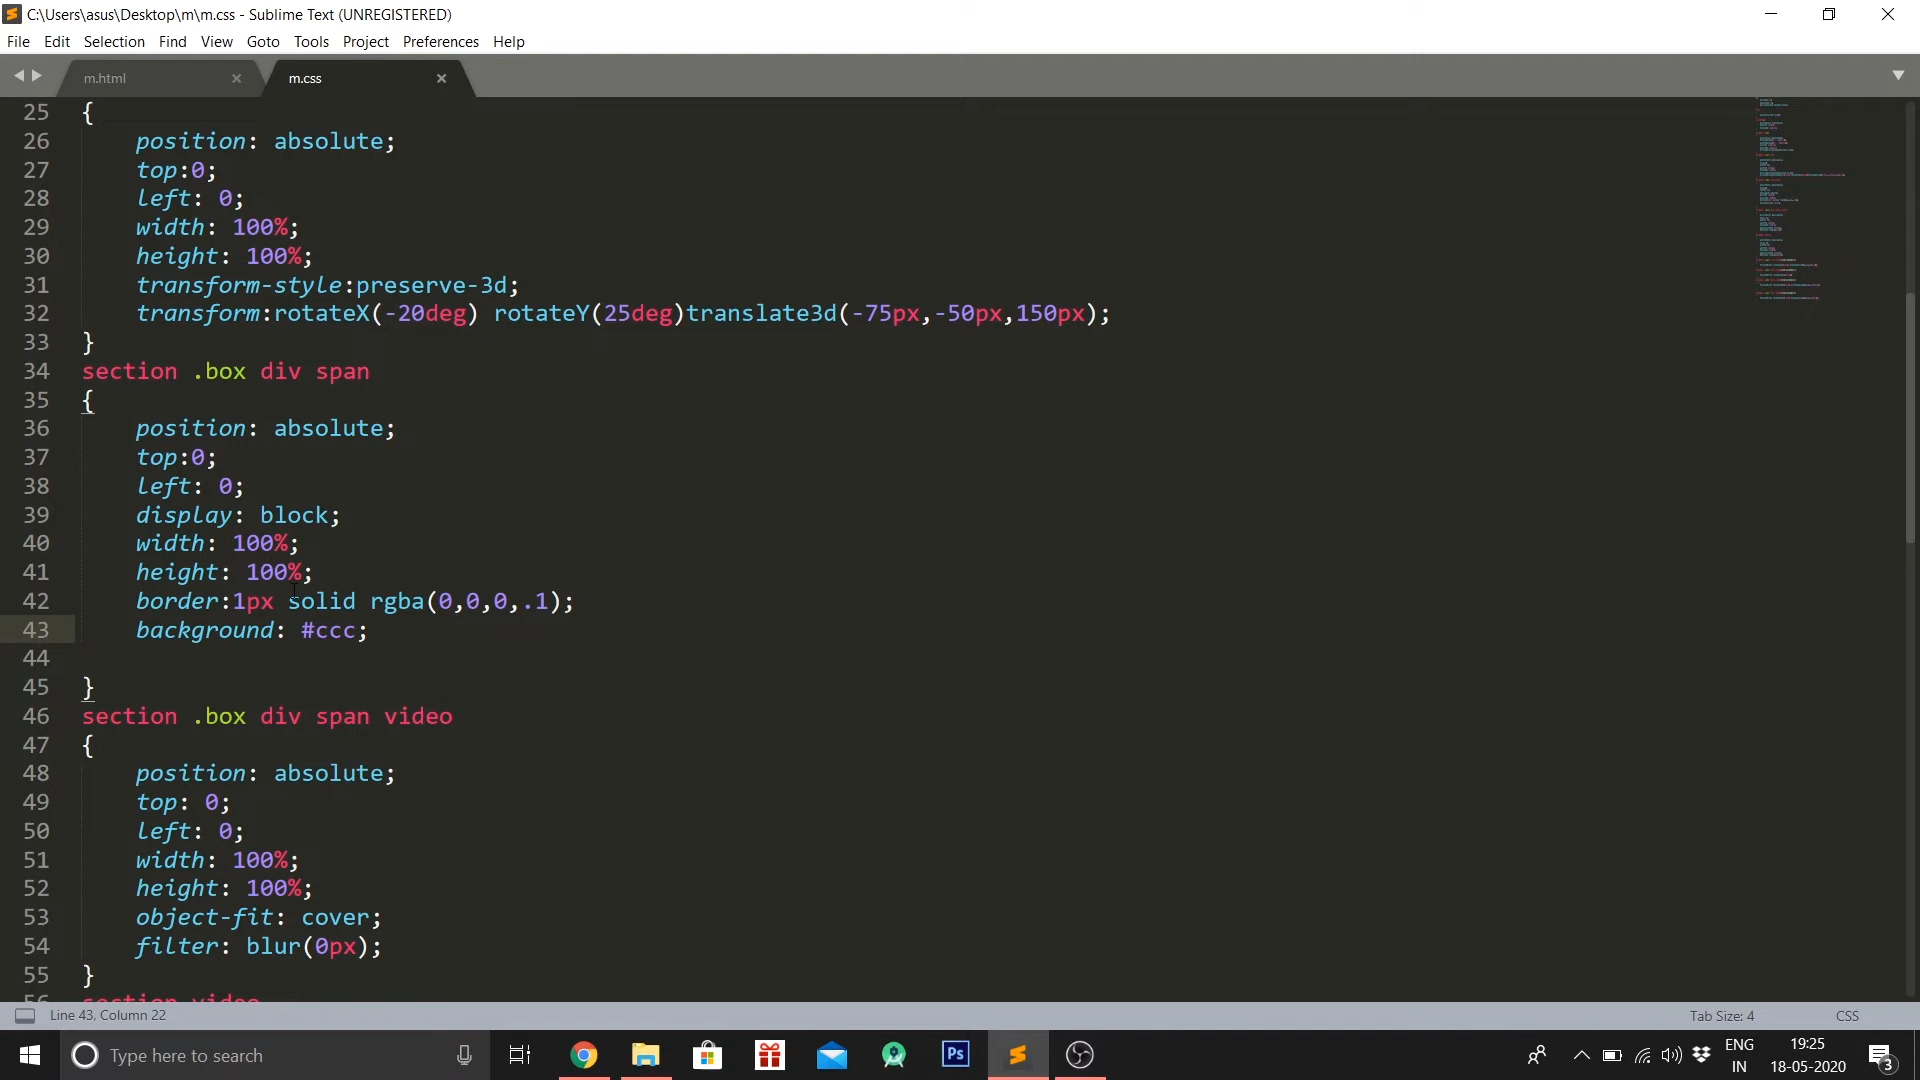 C:\Users\asus\Desktop\m\m.css - Sublime Text (UNREGISTERED)
File Edit Selection Find View Goto Tools Project Preferences Help
m.html
m.css
25 {
26 position: absolute;
27 top:0;
28 left: 0;
29 width: 100%;
30 height: 100%;
31 transform-style:preserve-3d;
32 transform:rotateX(-20deg) rotateY(25deg)translate3d(-75px,-50px,150px);
33 }
34 section .box div span
35 {
36 position: absolute;
37 top:0;
38 left: 0;
39 display: block;
40 width: 100%;
41 height: 100%;
42 border:1px solid rgba(0,0,0,.1);
43 background: #ccc;
44
45 }
46 section .box div span video
47 {
48 position: absolute;
49 top: 0;
50 left: 0;
51 width: 100%;
52 height: 100%;
53 object-fit: cover;
54 filter: blur(0px);
55 }
56 section video
Line 43, Column 22
Tab Size: 4
CSS
Type here to search
Ps
ENG
IN
19:25
18-05-2020
3